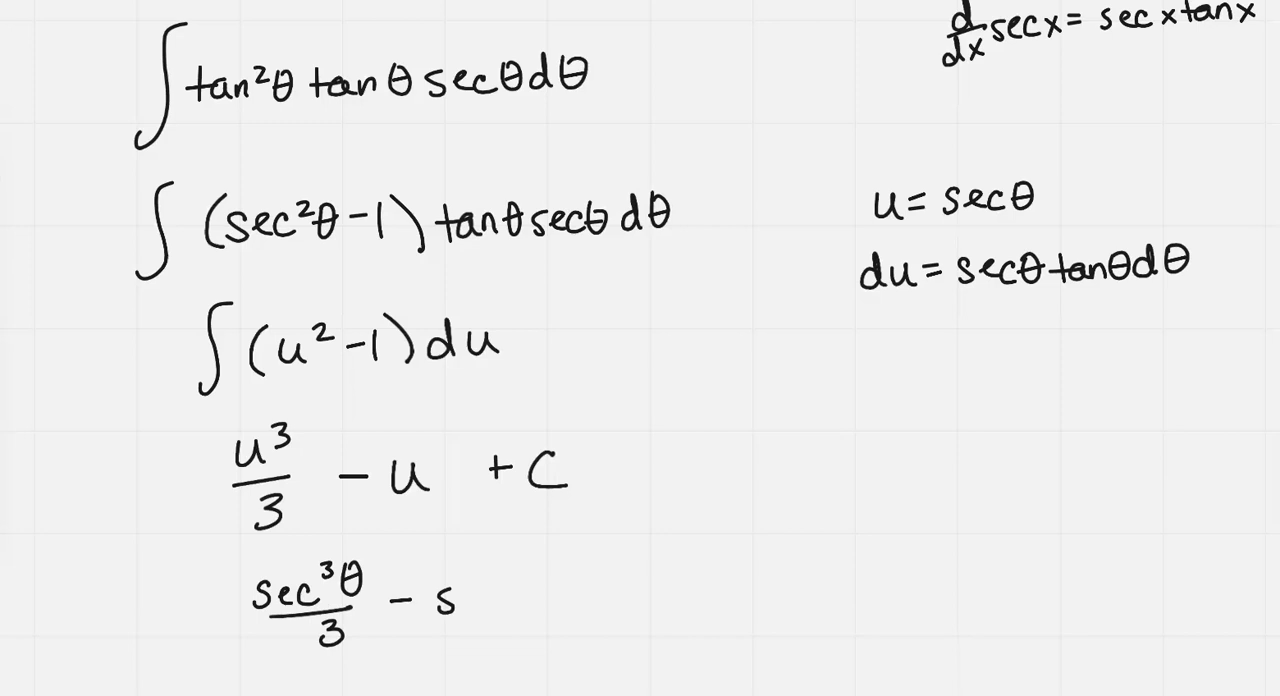 d/dx sec x = sec x tan x
∫ tan²θ tan θ sec θ dθ
∫ (sec²θ - 1) tan θ sec θ dθ
u = sec θ
du = sec θ tan θ dθ
∫ (u² - 1) du
u³/3 - u + C
sec³θ/3 - s